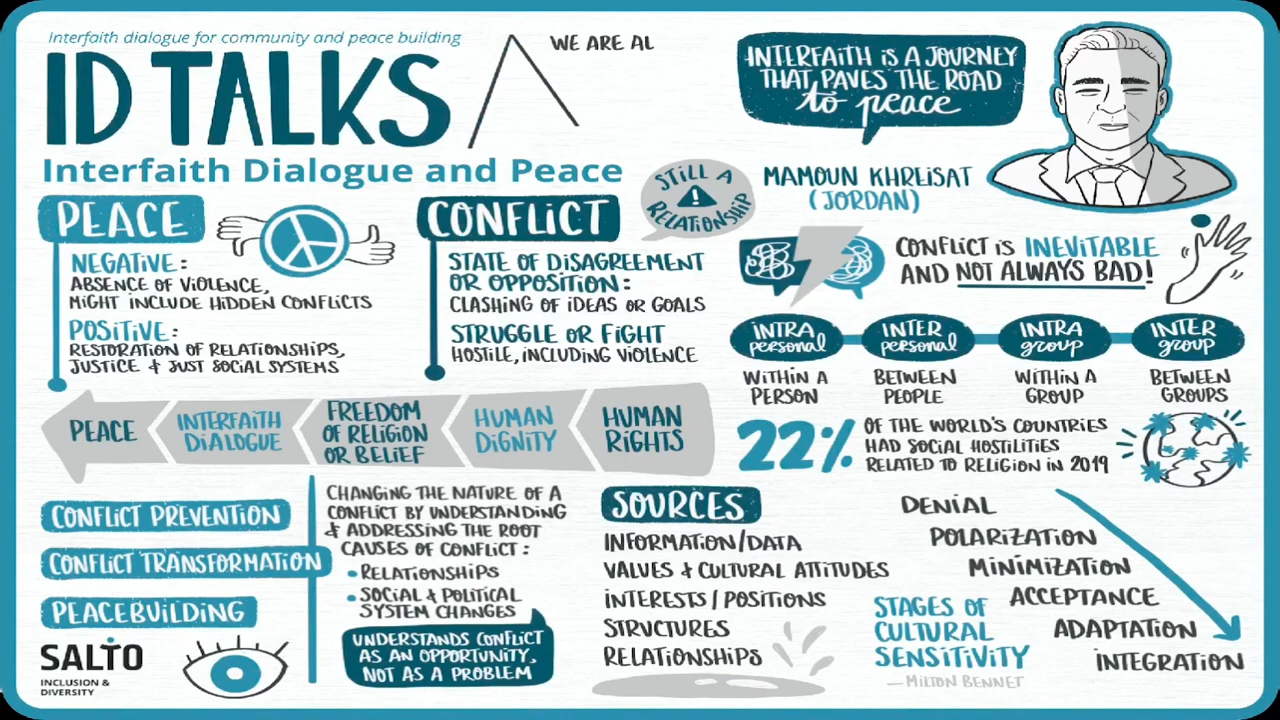 Interfaith dialogue for community and peace building
ID TALKS
Interfaith Dialogue and Peace
WE ARE AL
INTERFAITH IS A JOURNEY
THAT PAVES THE ROAD
to peace
MAMOUN KHREISAT
(JORDAN)
PEACE
NEGATIVE:
ABSENCE OF VIOLENCE,
MIGHT INCLUDE HIDDEN CONFLICTS
POSITIVE:
RESTORATION OF RELATIONSHIPS,
JUSTICE & JUST SOCIAL SYSTEMS
CONFLICT
STILL A
RELATIONSHIP
STATE OF DISAGREEMENT
OR OPPOSITION:
CLASHING OF IDEAS OR GOALS
STRUGGLE OR FIGHT
HOSTILE, INCLUDING VIOLENCE
CONFLICT IS INEVITABLE
AND NOT ALWAYS BAD!
INTRA
personal
WITHIN A
PERSON
INTER
personal
BETWEEN
PEOPLE
INTRA
group
WITHIN A
GROUP
INTER
group
BETWEEN
GROUPS
PEACE
INTERFAITH
DIALOGUE
FREEDOM
OF RELIGION
OR BELIEF
HUMAN
DIGNITY
HUMAN
RIGHTS
22%
OF THE WORLD'S COUNTRIES
HAD SOCIAL HOSTILITIES
RELATED TO RELIGION IN 2019
CONFLICT PREVENTION
CONFLICT TRANSFORMATION
PEACEBUILDING
SALTO
INCLUSION &
DIVERSITY
CHANGING THE NATURE OF A
CONFLICT BY UNDERSTANDING
& ADDRESSING THE ROOT
CAUSES OF CONFLICT:
• RELATIONSHIPS
• SOCIAL & POLITICAL
SYSTEM CHANGES
UNDERSTANDS CONFLICT
AS AN OPPORTUNITY,
NOT AS A PROBLEM
SOURCES
INFORMATION/DATA
VALUES & CULTURAL ATTITUDES
INTERESTS / POSITIONS
STRUCTURES
RELATIONSHIPS
DENIAL
POLARIZATION
MINIMIZATION
ACCEPTANCE
ADAPTATION
INTEGRATION
STAGES OF
CULTURAL
SENSITIVITY
—MILTON BENNET